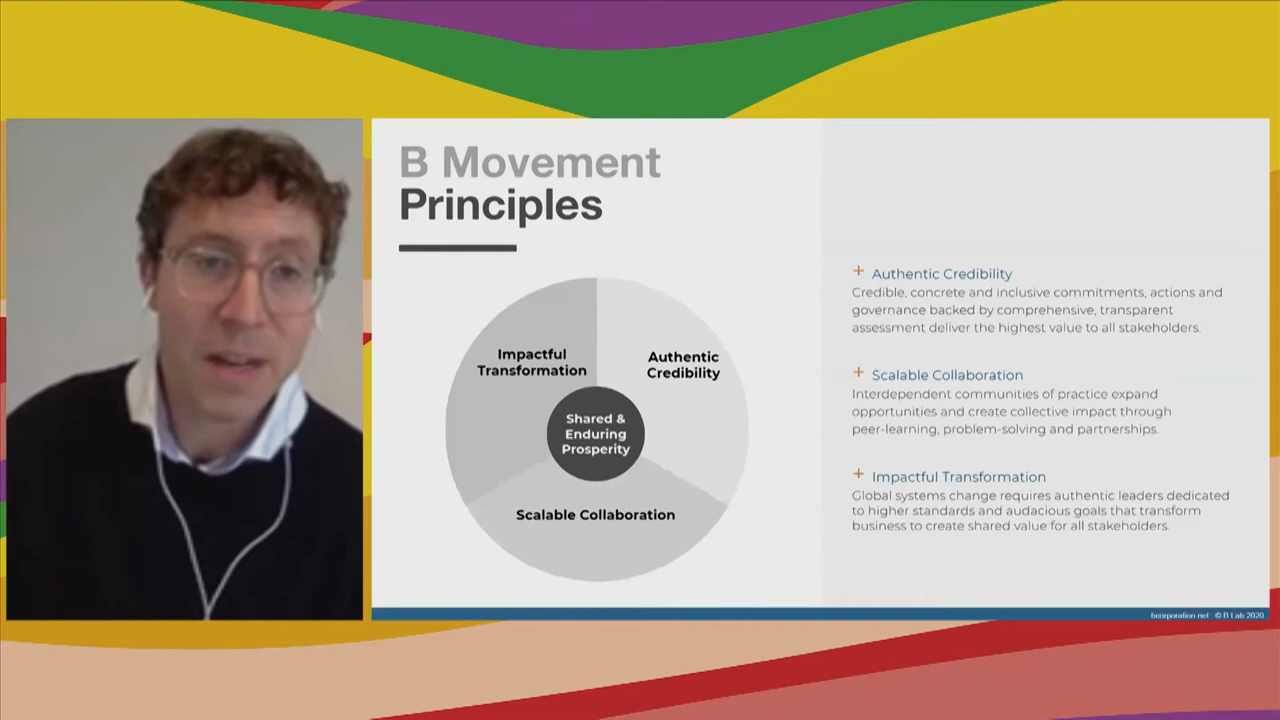 B Movement
Principles
Impactful
Transformation
Authentic
Credibility
Shared &
Enduring
Prosperity
Scalable Collaboration
+ Authentic Credibility
Credible, concrete and inclusive commitments, actions and
governance backed by comprehensive, transparent
assessment deliver the highest value to all stakeholders.
+ Scalable Collaboration
Interdependent communities of practice expand
opportunities and create collective impact through
peer-learning, problem-solving and partnerships.
+ Impactful Transformation
Global systems change requires authentic leaders dedicated
to higher standards and audacious goals that transform
business to create shared value for all stakeholders.
bcorporation.net © B Lab 2020